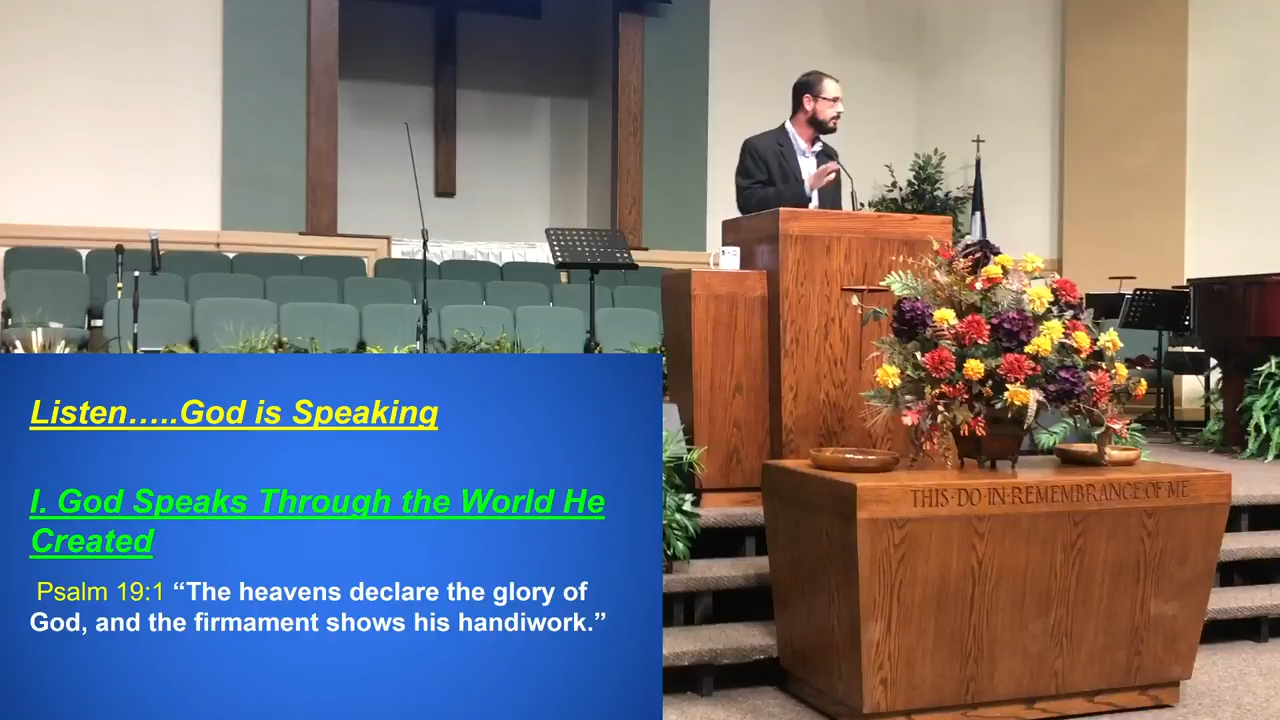 Listen.....God is Speaking
I. God Speaks Through the World He
Created
Psalm 19:1 “The heavens declare the glory of
God, and the firmament shows his handiwork.”
THIS·DO·IN·REMEMBRANCE·OF·ME